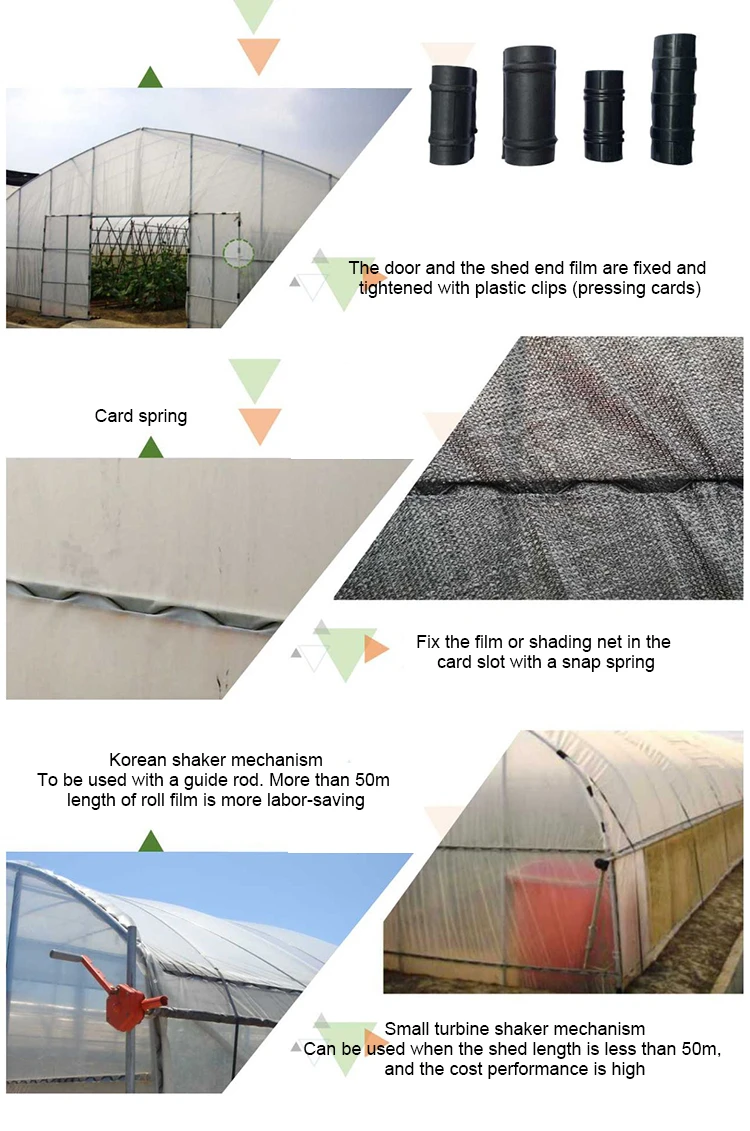 The door and the shed end film are fixed and
tightened with plastic clips (pressing cards)
Card spring
Fix the film or shading net in the
card slot with a snap spring
Korean shaker mechanism
To be used with a guide rod. More than 50m
length of roll film is more labor-saving
Small turbine shaker mechanism
Can be used when the shed length is less than 50m,
and the cost performance is high